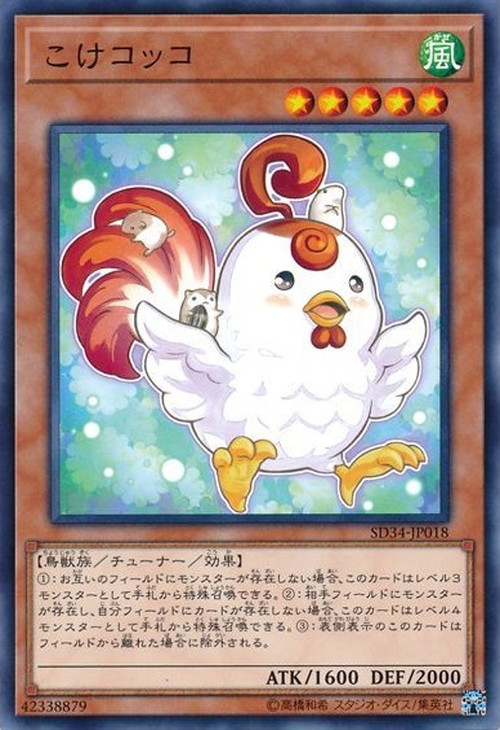 こけコッコ
風
SD34-JP018
【鳥獣族／チューナー／効果】
①：お互いのフィールドにモンスターが存在しない場合、このカードはレベル３
モンスターとして手札から特殊召喚できる。②：相手フィールドにモンスター
が存在し、自分フィールドにカードが存在しない場合、このカードはレベル４
モンスターとして手札から特殊召喚できる。③：表側表示のこのカードは
フィールドから離れた場合に除外される。
ATK/1600 DEF/2000
42338879 ©高橋和希 スタジオ・ダイス/集英社